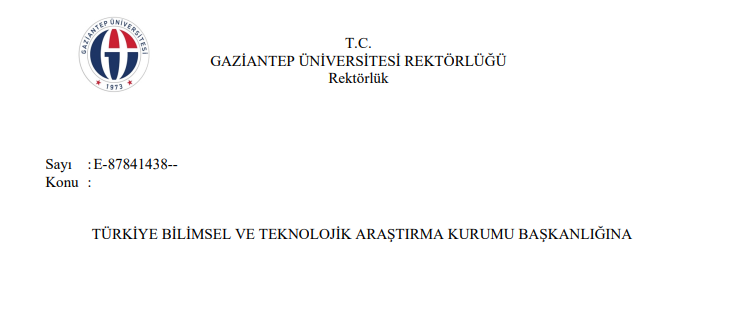 GAZİANTEP ÜNİVERSİTESİ
1973
T.C.
GAZİANTEP ÜNİVERSİTESİ REKTÖRLÜĞÜ
Rektörlük
Sayı : E-87841438--
Konu :
TÜRKİYE BİLİMSEL VE TEKNOLOJİK ARAŞTIRMA KURUMU BAŞKANLIĞINA